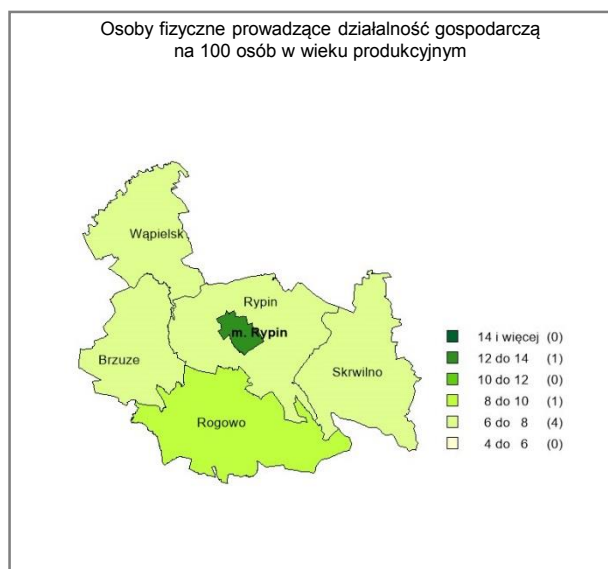 Osoby fizyczne prowadzące działalność gospodarczą
na 100 osób w wieku produkcyjnym
Wąpielsk
Rypin
m. Rypin
Brzuze
Skrwilno
Rogowo
14 i więcej (0)
12 do 14 (1)
10 do 12 (0)
8 do 10 (1)
6 do 8 (4)
4 do 6 (0)